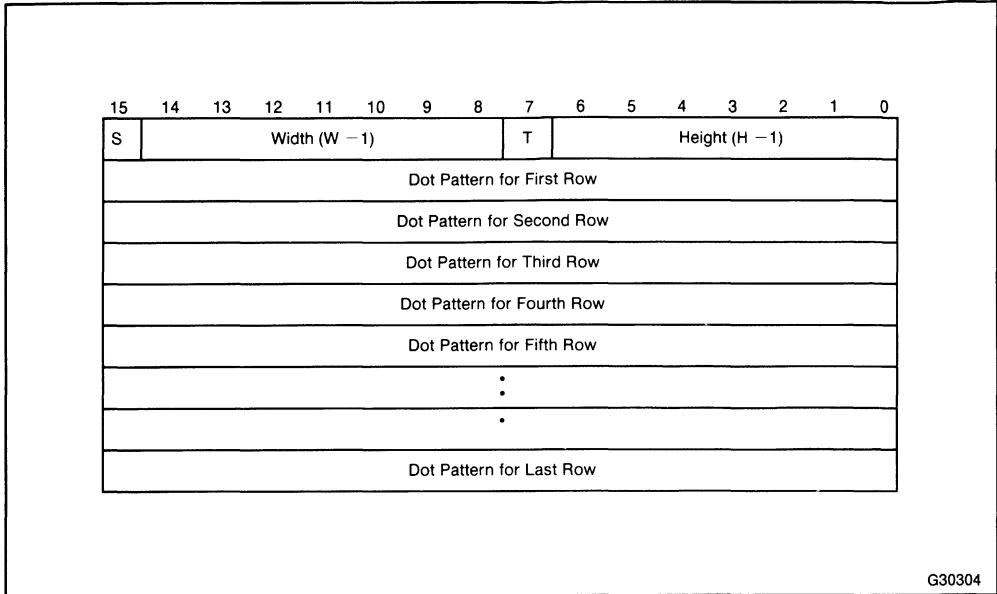 15 14 13 12 11 10 9 8 7 6 5 4 3 2 1 0
S Width (W −1) T Height (H −1)
Dot Pattern for First Row
Dot Pattern for Second Row
Dot Pattern for Third Row
Dot Pattern for Fourth Row
Dot Pattern for Fifth Row
Dot Pattern for Last Row
G30304